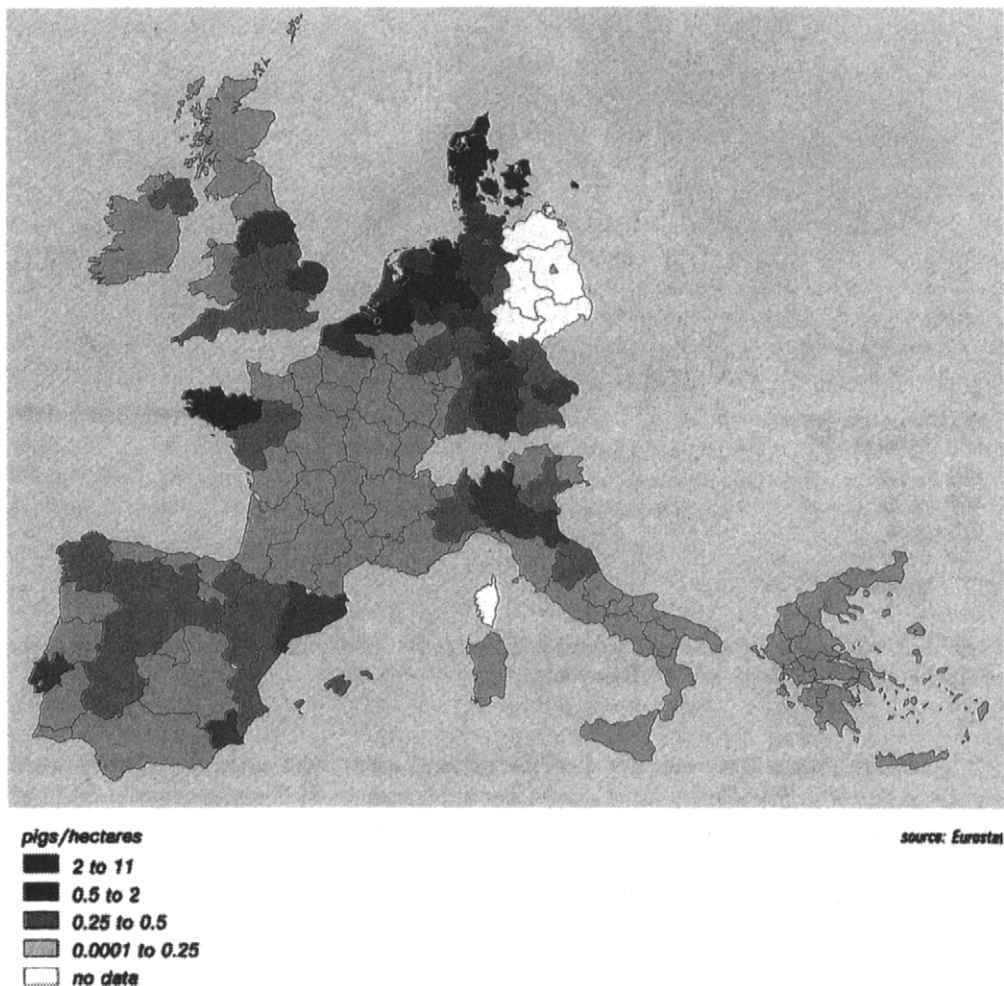 pigs/hectares
source: Eurostat
2 to 11
0.5 to 2
0.25 to 0.5
0.0001 to 0.25
no data